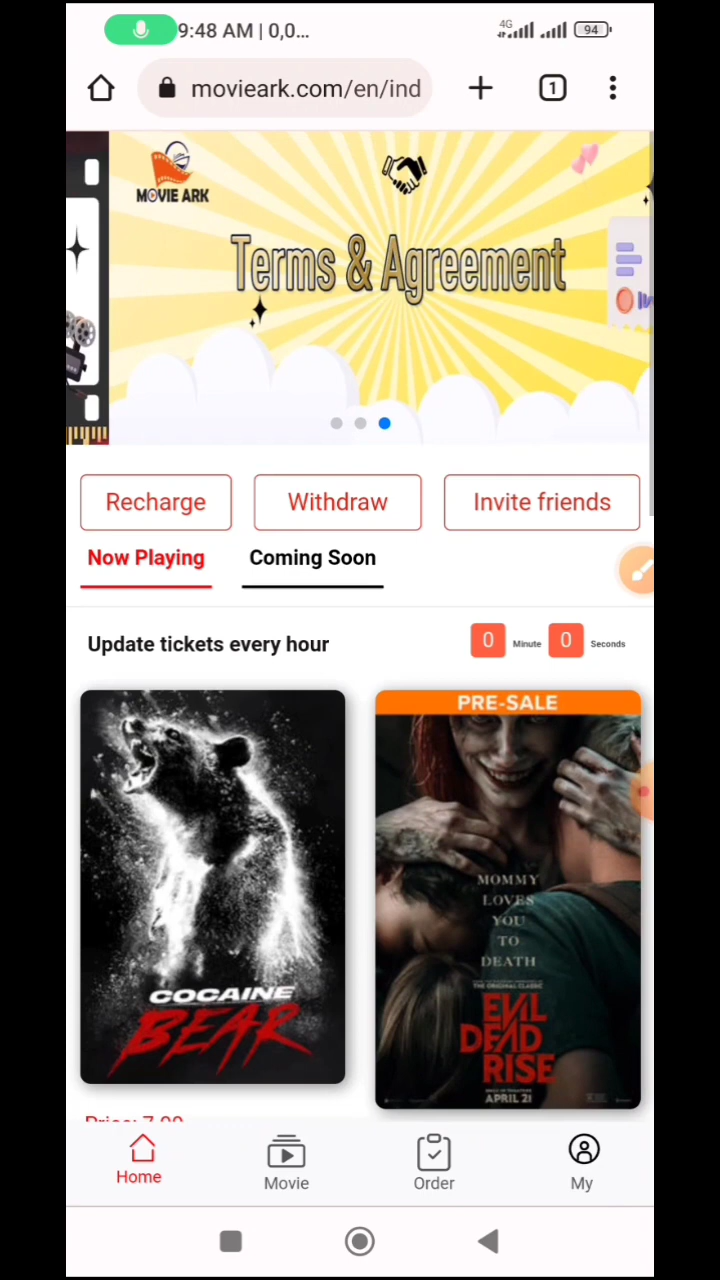 9:48 AM | 0,0...
4G
94
movieark.com/en/ind
1
MOVIE ARK
Terms & Agreement
Recharge
Withdraw
Invite friends
Now Playing
Coming Soon
Update tickets every hour
0 Minute 0 Seconds
PRE-SALE
MOMMY
LOVES
YOU
TO
DEATH
COCAINE
BEAR
EVIL
DEAD
RISE
APRIL 21
Home
Movie
Order
My